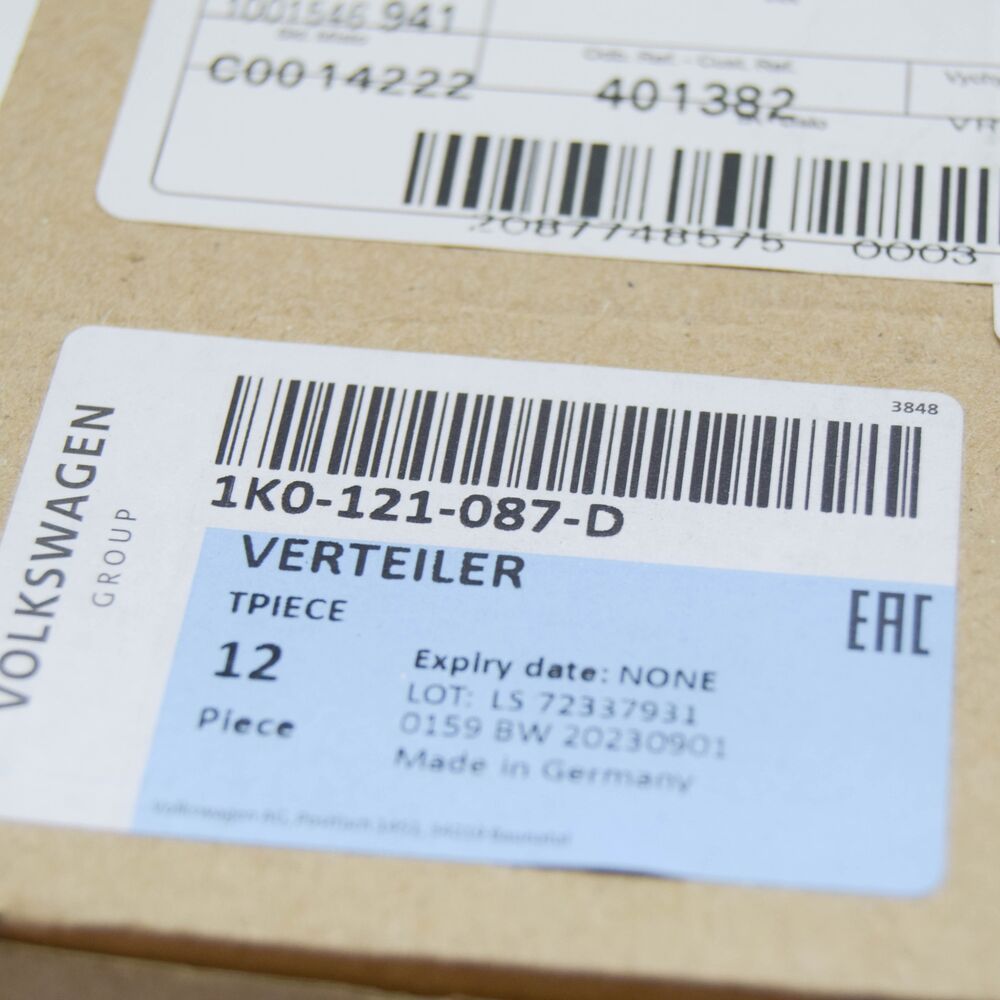 1001546 941
C0014222
401382
2087748575 0003
3848
VOLKSWAGEN
GROUP
1K0-121-087-D
VERTEILER
TPIECE
EAC
12
Piece
Expiry date: NONE
LOT: LS 72337931
0159 BW 20230901
Made in Germany